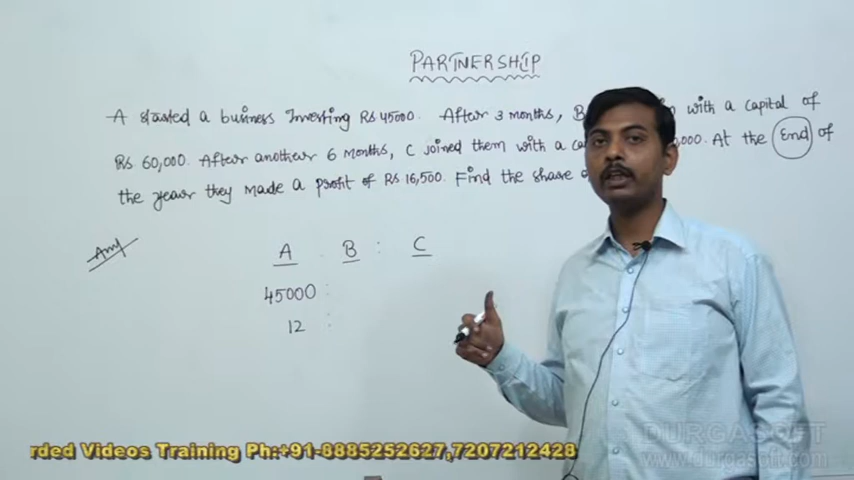 PARTNERSHIP
A started a business Investing Rs 45000. After 3 months, B with a capital of
Rs 60,000. After another 6 months, C joined them with a At the End of
the year they made a profit of Rs 16,500. Find the share
Ans
A : B : C
45000 :
12 :
rded Videos Training Ph:+91-8885252627,7207212428
DURGASOFT
www.durgasoft.com